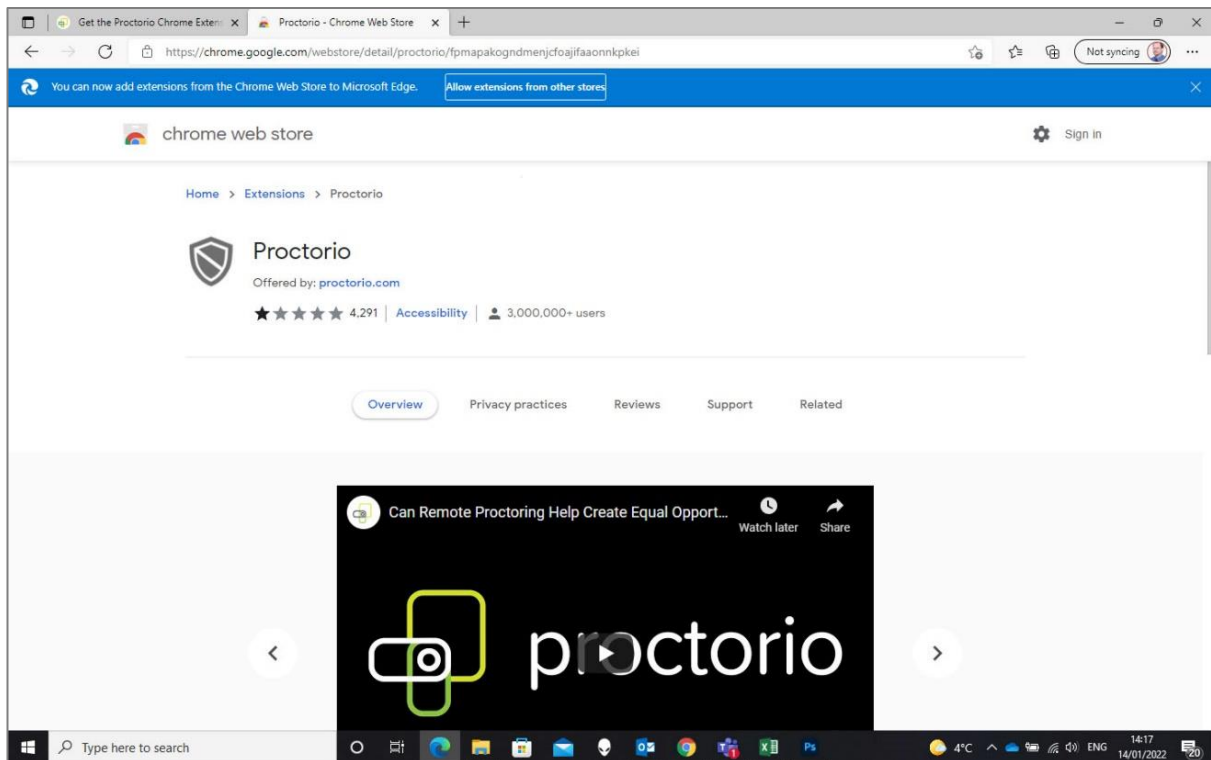 Get the Proctorio Chrome Extens
Proctorio - Chrome Web Store
https://chrome.google.com/webstore/detail/proctorio/fpmapakogndmenjcfoajifaaonnkpkei
Not syncing
You can now add extensions from the Chrome Web Store to Microsoft Edge. Allow extensions from other stores
chrome web store
Sign in
Home > Extensions > Proctorio
Proctorio
Offered by: proctorio.com
4,291 | Accessibility | 3,000,000+ users
Overview Privacy practices Reviews Support Related
Can Remote Proctoring Help Create Equal Opport...
Watch later Share
proctorio
Type here to search
Ps
4°C ENG
14:17
14/01/2022
20